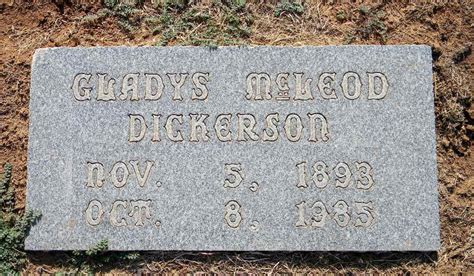 GLADYS McLEOD
DICKERSON
NOV. 5, 1893
OCT. 8, 1985